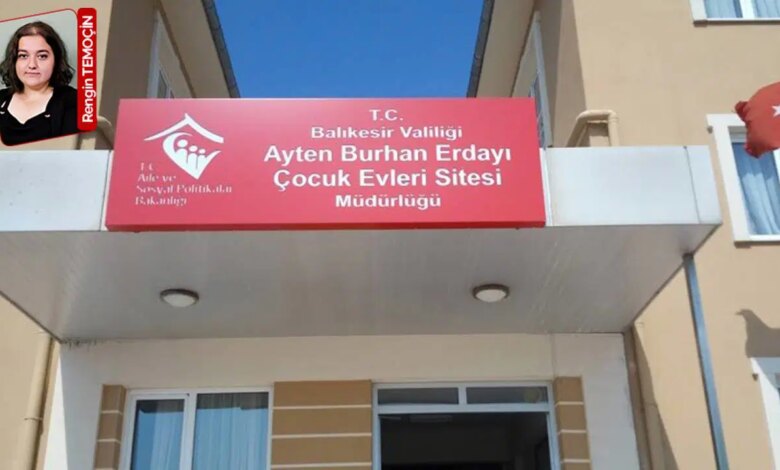 Rengin TEMOÇİN
T.C.
Balıkesir Valiliği
Ayten Burhan Erdayı
Çocuk Evleri Sitesi
Müdürlüğü
T.C.
Aile ve
Sosyal Politikalar
Bakanlığı